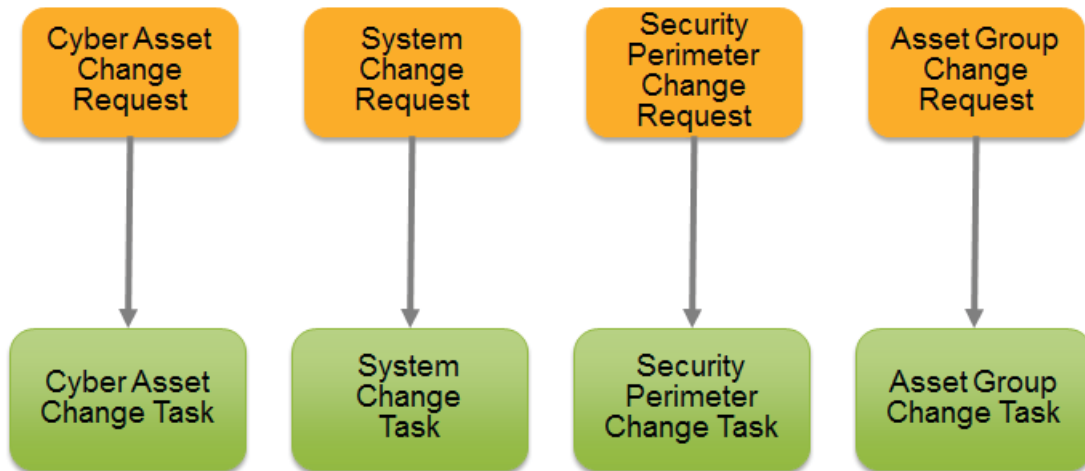 Cyber Asset
Change
Request
System
Change
Request
Security
Perimeter
Change
Request
Asset Group
Change
Request
Cyber Asset
Change Task
System
Change
Task
Security
Perimeter
Change Task
Asset Group
Change Task